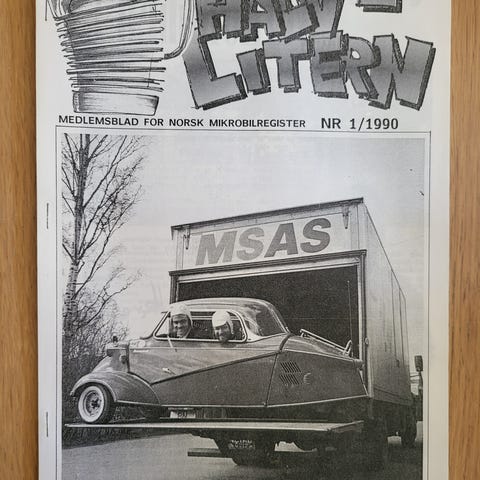 HALV-
LITERN
MEDLEMSBLAD FOR NORSK MIKROBILREGISTER NR 1/1990
MSAS